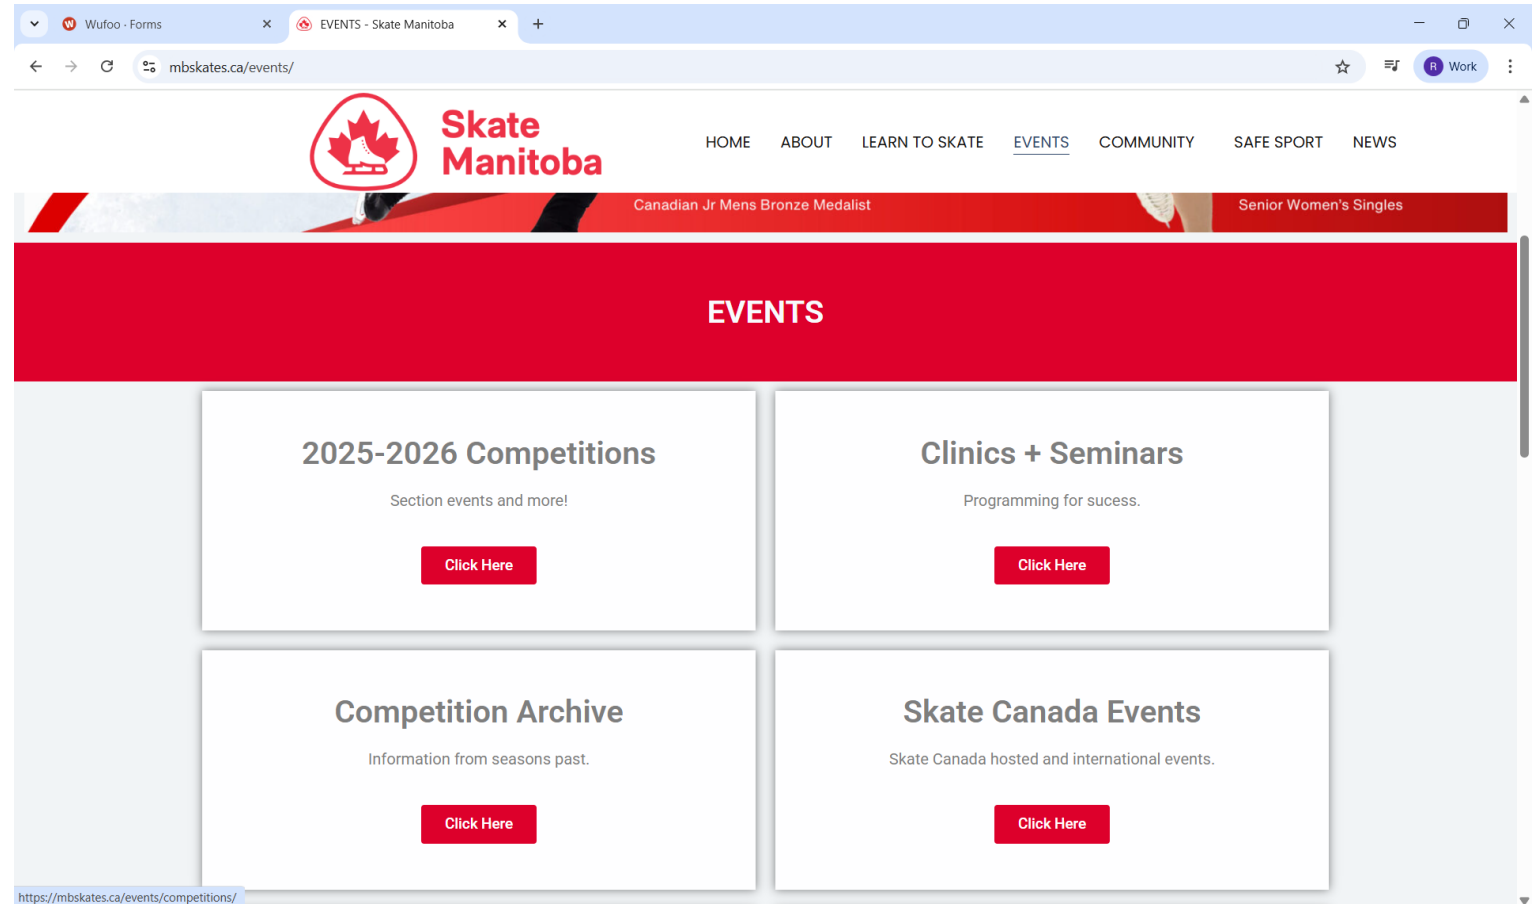 Wufoo · Forms
EVENTS - Skate Manitoba
mbskates.ca/events/
R Work
Skate
Manitoba
HOME ABOUT LEARN TO SKATE EVENTS COMMUNITY SAFE SPORT NEWS
Canadian Jr Mens Bronze Medalist
Senior Women's Singles
EVENTS
2025-2026 Competitions
Section events and more!
Click Here
Clinics + Seminars
Programming for sucess.
Click Here
Competition Archive
Information from seasons past.
Click Here
Skate Canada Events
Skate Canada hosted and international events.
Click Here
https://mbskates.ca/events/competitions/